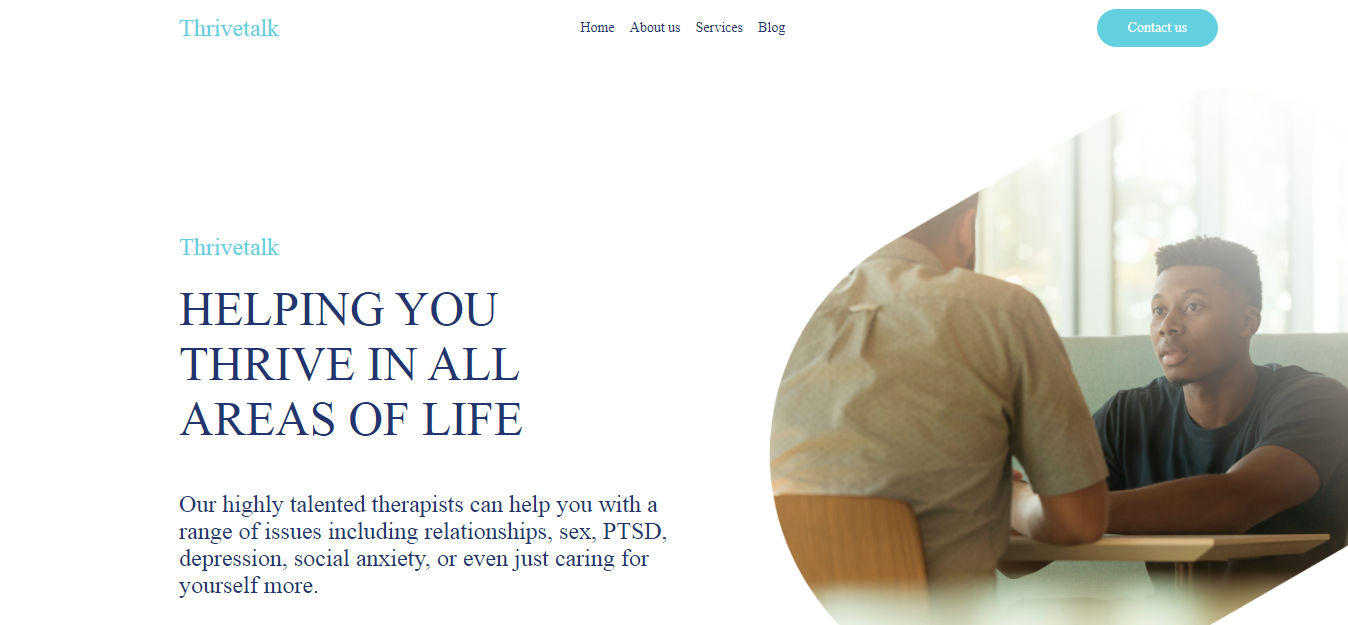 Thrivetalk
Home About us Services Blog
Contact us
Thrivetalk
HELPING YOU
THRIVE IN ALL
AREAS OF LIFE
Our highly talented therapists can help you with a
range of issues including relationships, sex, PTSD,
depression, social anxiety, or even just caring for
yourself more.